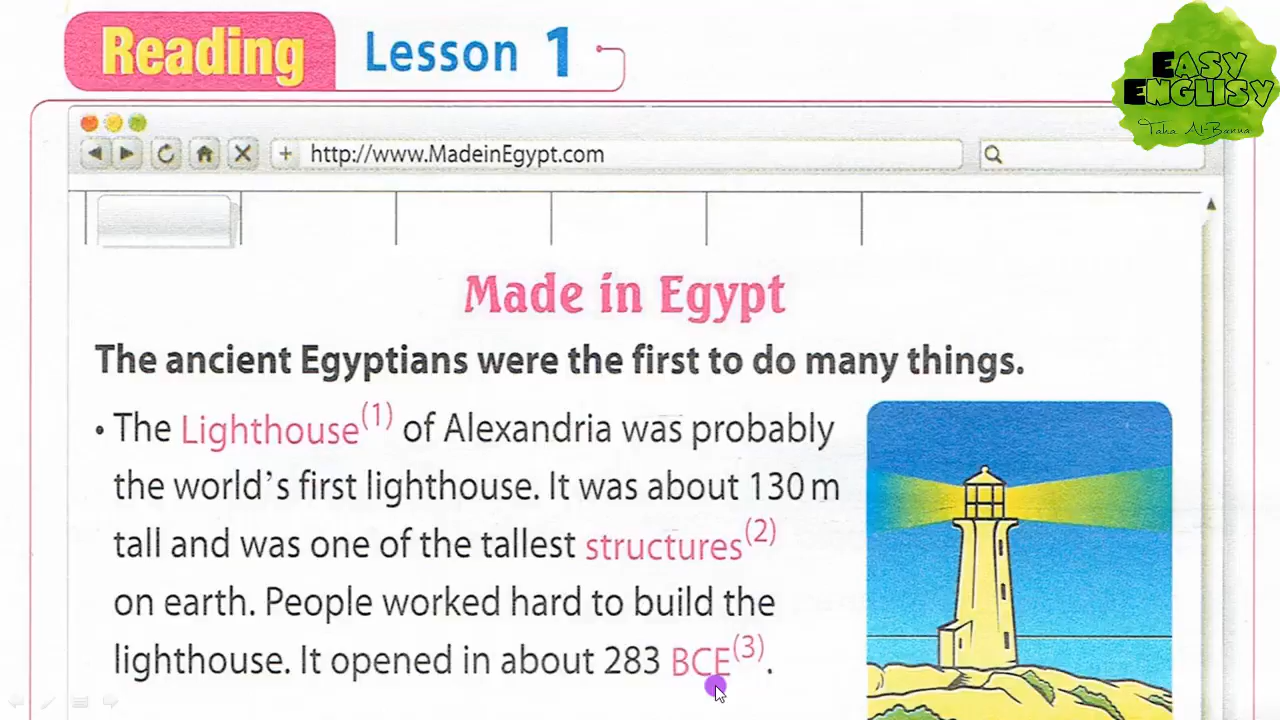 Reading Lesson 1
EASY
ENGLISY
Taha Al-Banna
http://www.MadeinEgypt.com
Made in Egypt
The ancient Egyptians were the first to do many things.
• The Lighthouse(1) of Alexandria was probably
the world's first lighthouse. It was about 130 m
tall and was one of the tallest structures(2)
on earth. People worked hard to build the
lighthouse. It opened in about 283 BCE(3).